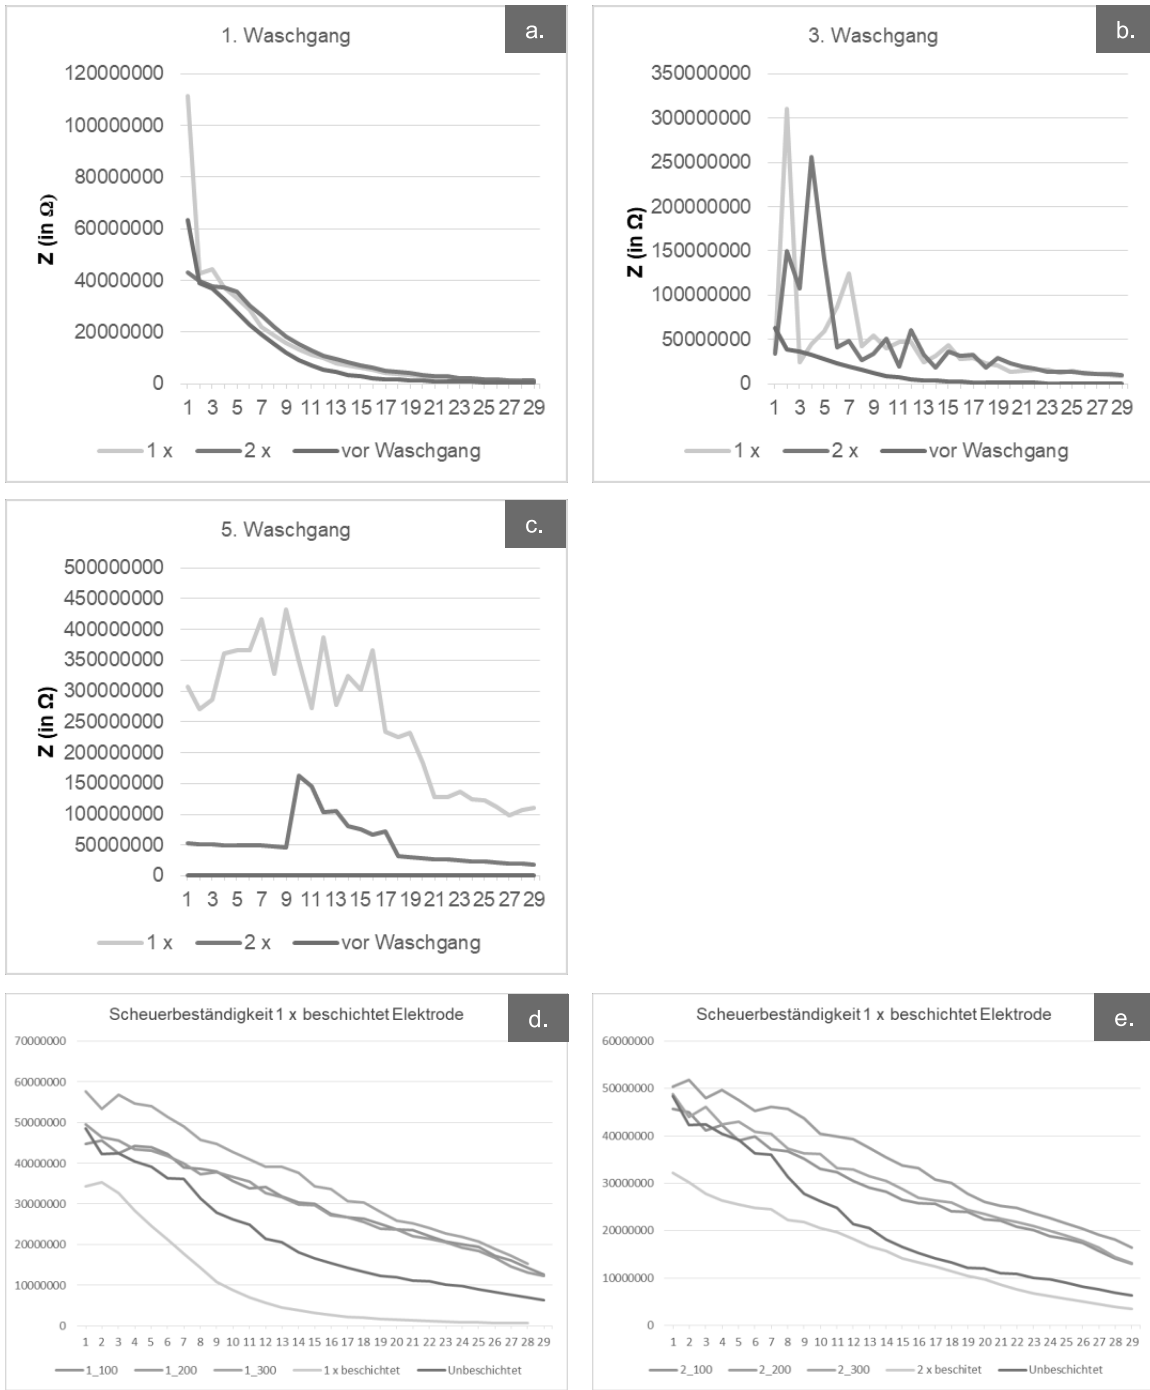 1. Waschgang
a.
120000000
100000000
80000000
60000000
40000000
20000000
0
Z (in Ω)
1 3 5 7 9 11 13 15 17 19 21 23 25 27 29
1 x 2 x vor Waschgang
3. Waschgang
b.
350000000
300000000
250000000
200000000
150000000
100000000
50000000
0
Z (in Ω)
1 3 5 7 9 11 13 15 17 19 21 23 25 27 29
1 x 2 x vor Waschgang
5. Waschgang
c.
500000000
450000000
400000000
350000000
300000000
250000000
200000000
150000000
100000000
50000000
0
Z (in Ω)
1 3 5 7 9 11 13 15 17 19 21 23 25 27 29
1 x 2 x vor Waschgang
Scheuerbeständigkeit 1 x beschichtet Elektrode
d.
70000000
60000000
50000000
40000000
30000000
20000000
10000000
0
1 2 3 4 5 6 7 8 9 10 11 12 13 14 15 16 17 18 19 20 21 22 23 24 25 26 27 28 29
1_100 1_200 1_300 1 x beschichtet Unbeschichtet
Scheuerbeständigkeit 1 x beschichtet Elektrode
e.
60000000
50000000
40000000
30000000
20000000
10000000
0
1 2 3 4 5 6 7 8 9 10 11 12 13 14 15 16 17 18 19 20 21 22 23 24 25 26 27 28 29
2_100 2_200 2_300 2 x beschitet Unbeschichtet